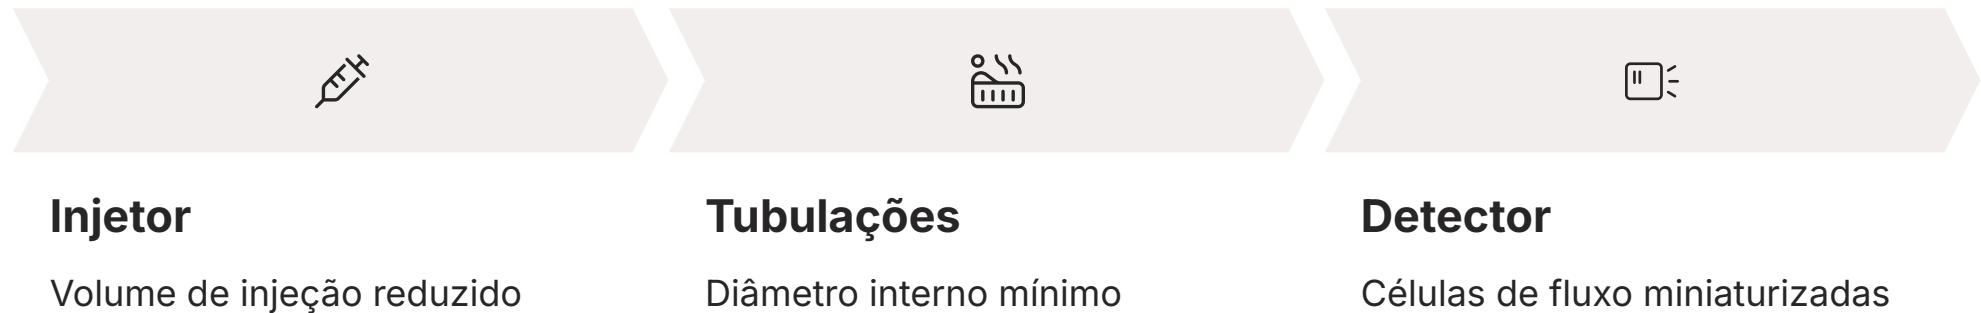 Injetor
Volume de injeção reduzido
Tubulações
Diâmetro interno mínimo
Detector
Células de fluxo miniaturizadas